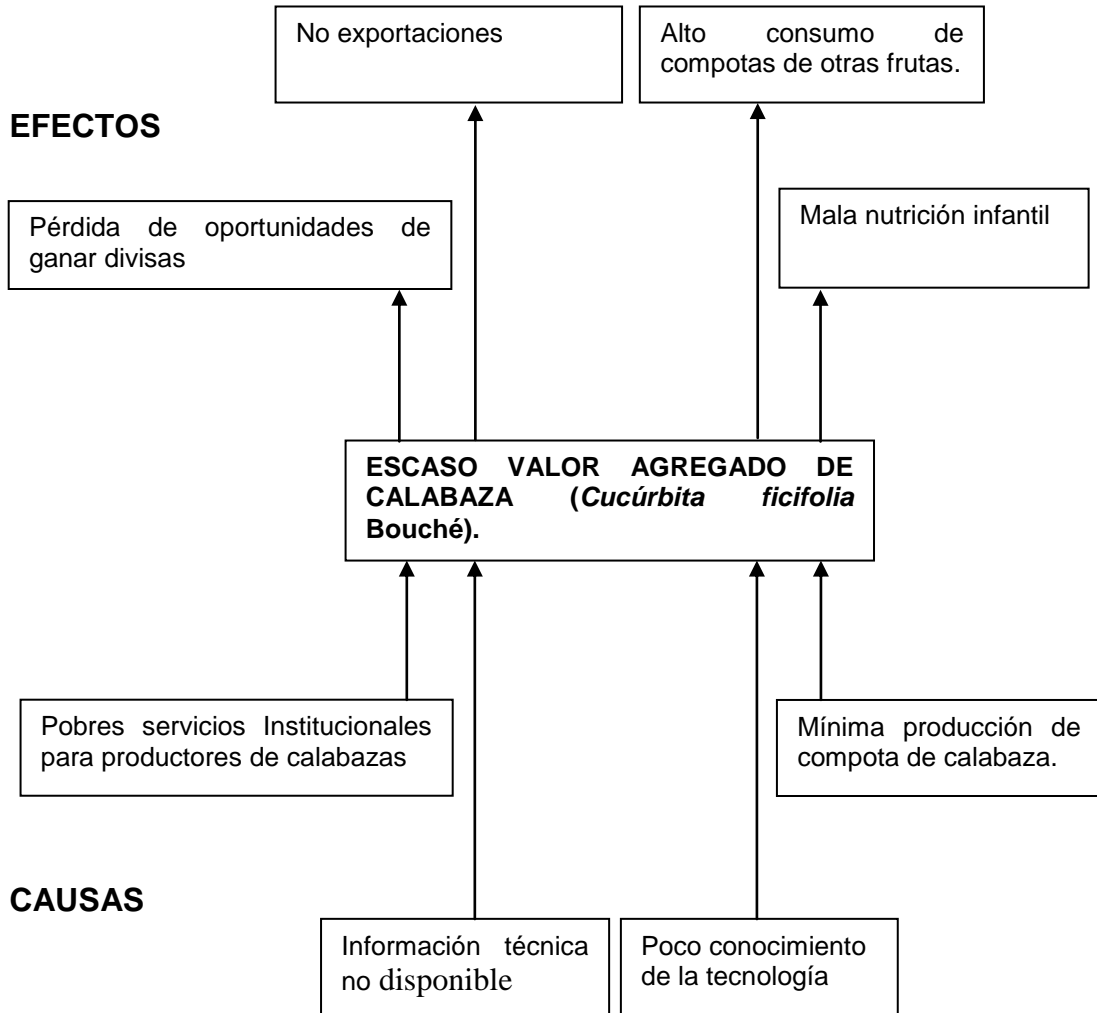 No exportaciones
Alto consumo de
compotas de otras frutas.
EFECTOS
Pérdida de oportunidades de
ganar divisas
Mala nutrición infantil
ESCASO VALOR AGREGADO DE
CALABAZA (Cucúrbita ficifolia
Bouché).
Pobres servicios Institucionales
para productores de calabazas
Mínima producción de
compota de calabaza.
CAUSAS
Información técnica
no disponible
Poco conocimiento
de la tecnología